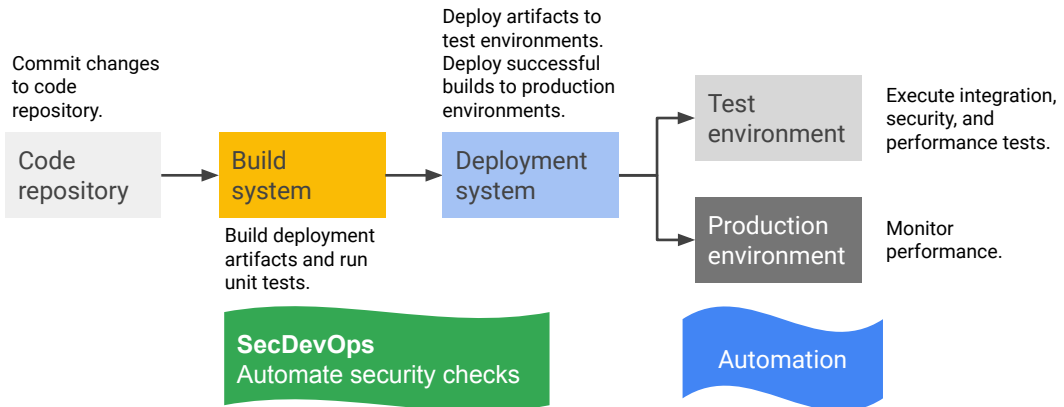 Commit changes
to code
repository.
Code
repository
Build
system
Build deployment
artifacts and run
unit tests.
Deploy artifacts to
test environments.
Deploy successful
builds to production
environments.
Deployment
system
Test
environment
Execute integration,
security, and
performance tests.
Production
environment
Monitor
performance.
SecDevOps
Automate security checks
Automation